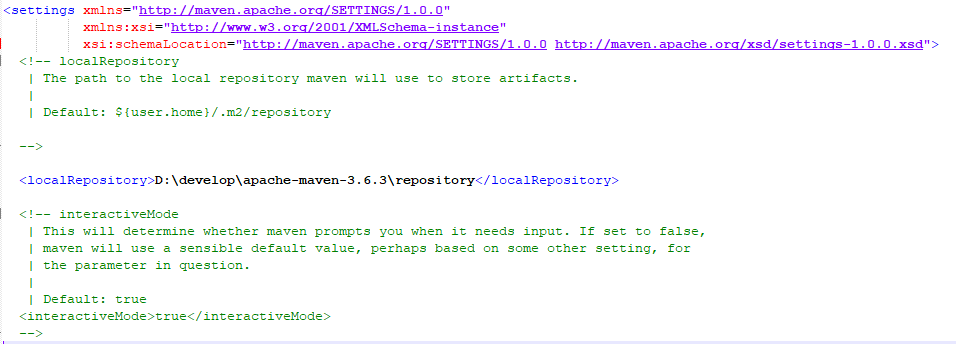 <settings xmlns="http://maven.apache.org/SETTINGS/1.0.0"
xmlns:xsi="http://www.w3.org/2001/XMLSchema-instance"
xsi:schemaLocation="http://maven.apache.org/SETTINGS/1.0.0 http://maven.apache.org/xsd/settings-1.0.0.xsd">
<!-- localRepository
| The path to the local repository maven will use to store artifacts.
|
| Default: ${user.home}/.m2/repository
-->
<localRepository>D:\develop\apache-maven-3.6.3\repository</localRepository>
<!-- interactiveMode
| This will determine whether maven prompts you when it needs input. If set to false,
| maven will use a sensible default value, perhaps based on some other setting, for
| the parameter in question.
|
| Default: true
<interactiveMode>true</interactiveMode>
-->